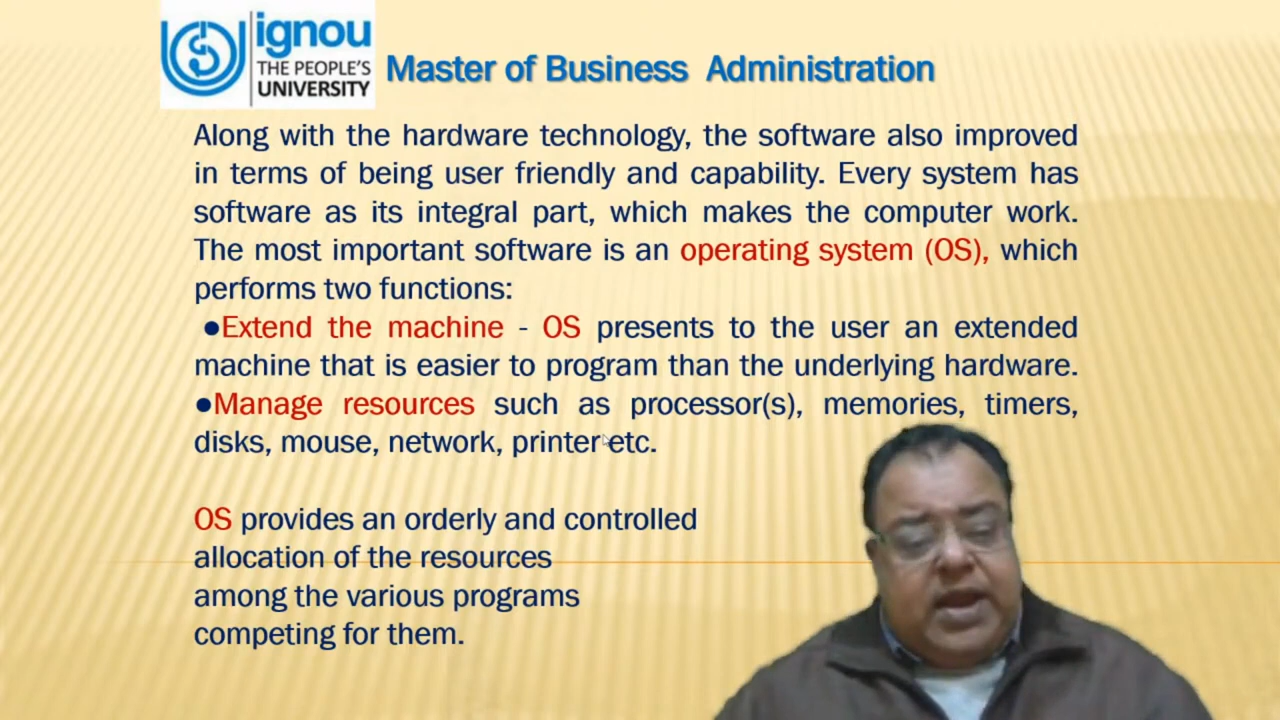 ignou
THE PEOPLE'S
UNIVERSITY
Master of Business Administration
Along with the hardware technology, the software also improved
in terms of being user friendly and capability. Every system has
software as its integral part, which makes the computer work.
The most important software is an operating system (OS), which
performs two functions:
●Extend the machine - OS presents to the user an extended
machine that is easier to program than the underlying hardware.
●Manage resources such as processor(s), memories, timers,
disks, mouse, network, printer etc.
OS provides an orderly and controlled
allocation of the resources
among the various programs
competing for them.